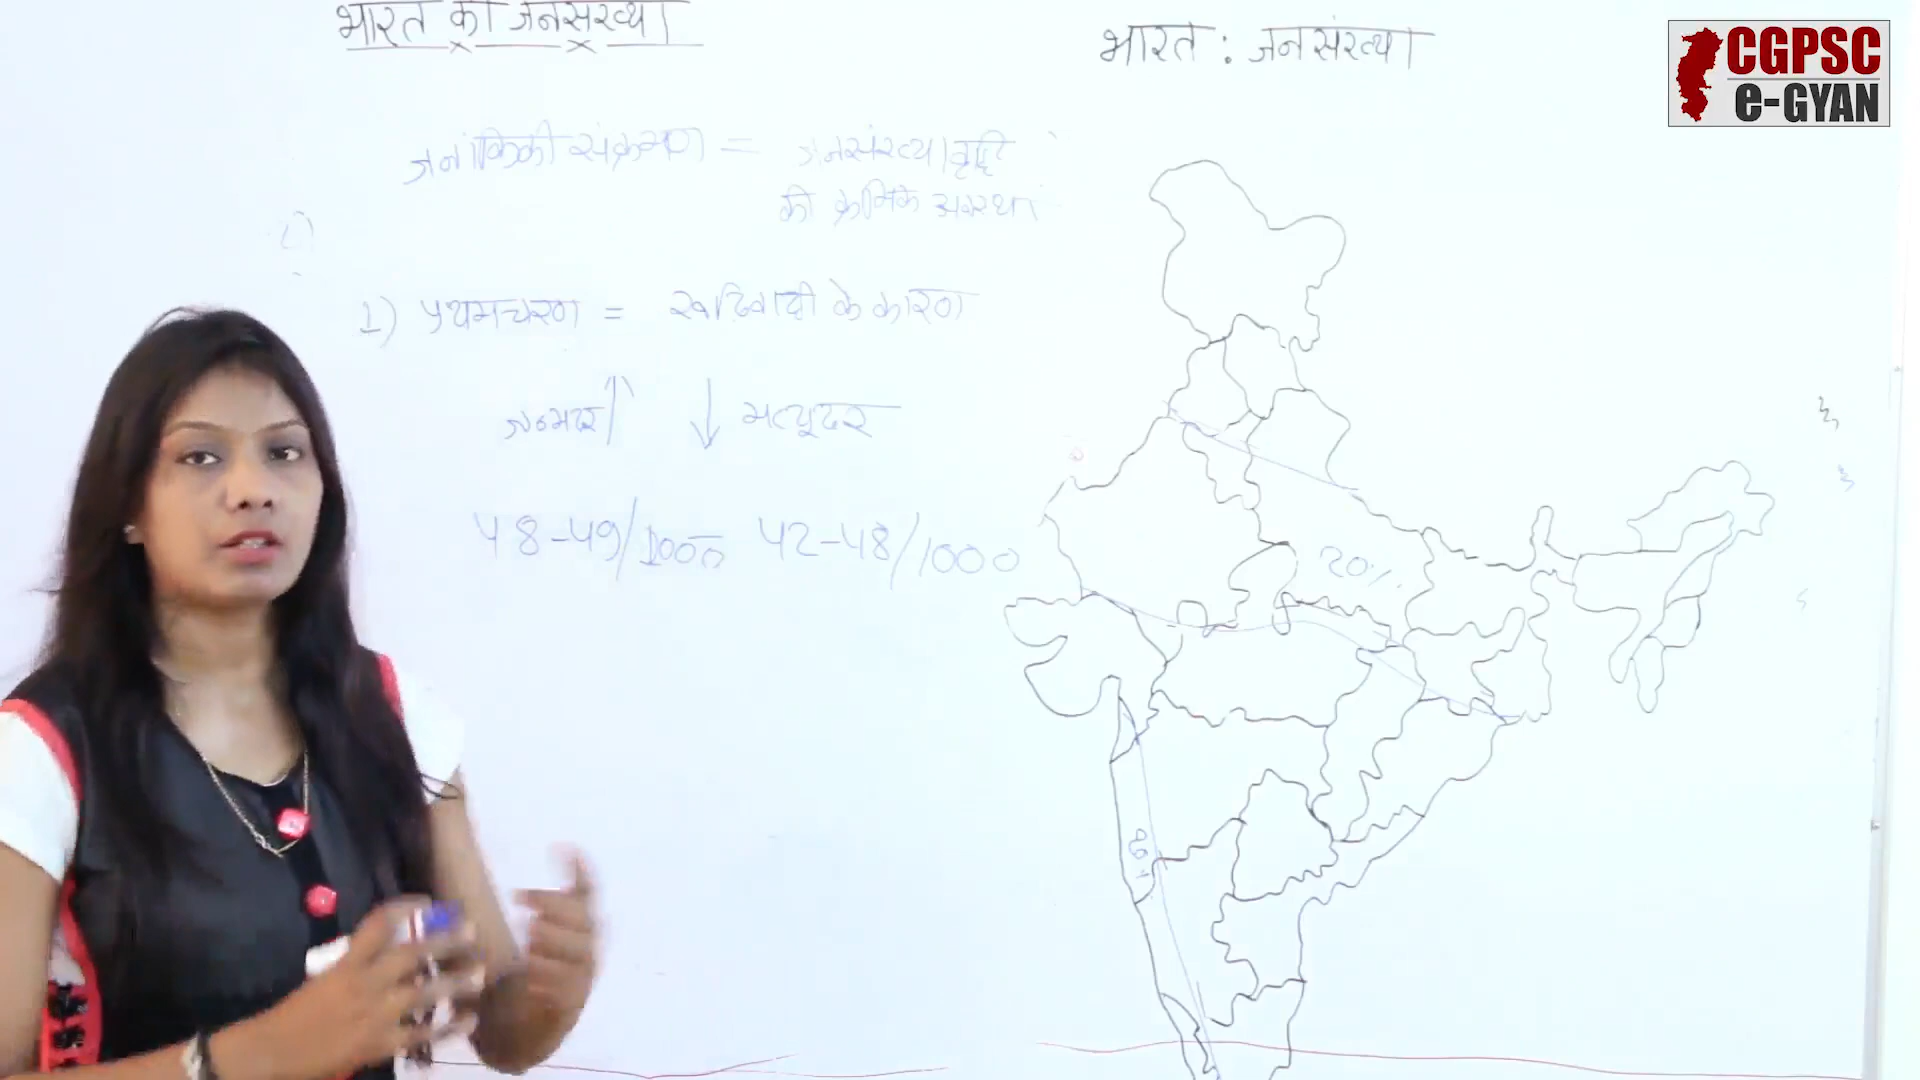 भारत की जनसंख्या
भारत : जनसंख्या
CGPSC
e-GYAN
जनांकिकी संक्रमण = जनसंख्या वृद्धि
की क्रमिक अवस्था
1) प्रथम चरण = रूढ़िवादी के कारण
जन्मदर ↑ ↓ मृत्यूदर
48-49/1000 42-48/1000
20%